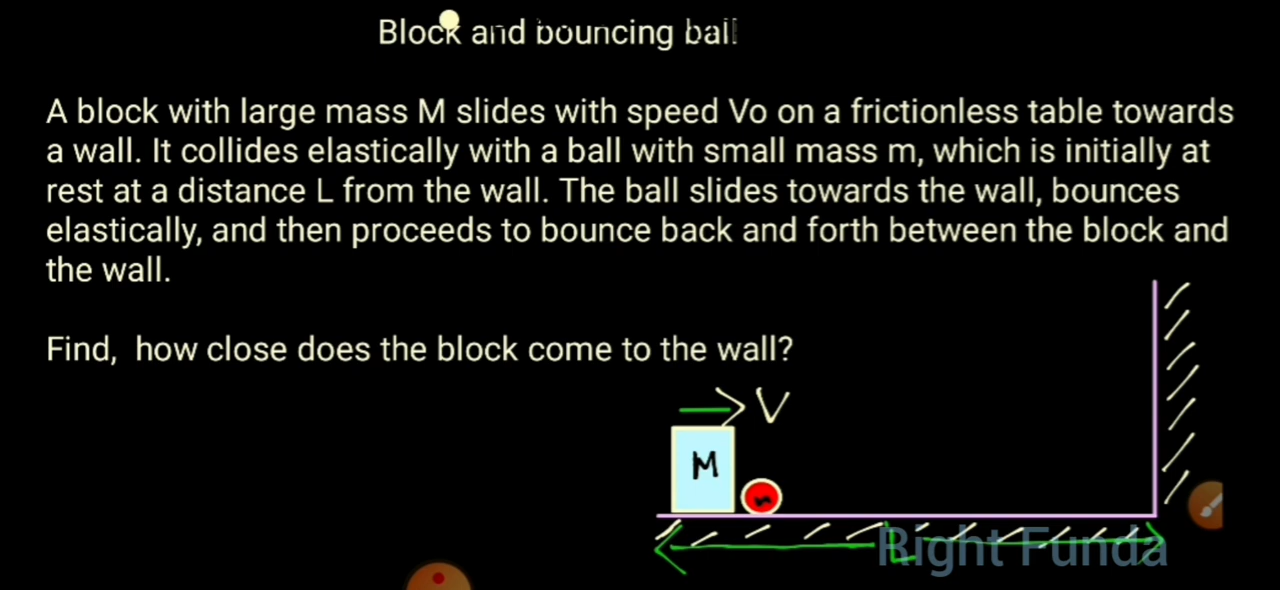 Block and bouncing ball
A block with large mass M slides with speed Vo on a frictionless table towards
a wall. It collides elastically with a ball with small mass m, which is initially at
rest at a distance L from the wall. The ball slides towards the wall, bounces
elastically, and then proceeds to bounce back and forth between the block and
the wall.
Find, how close does the block come to the wall?
V
M
m
L
Right Funda